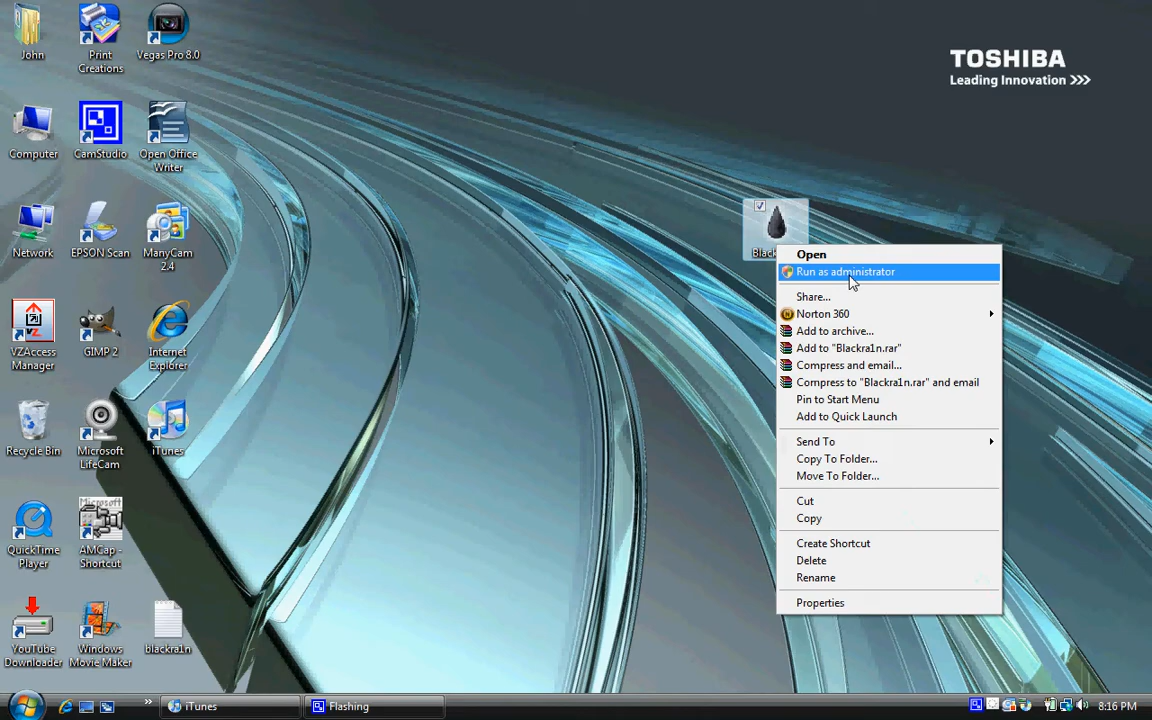 John
Print
Creations
Vegas Pro 8.0
TOSHIBA
Leading Innovation >>>
Computer
CamStudio
Open Office
Writer
Network
EPSON Scan
ManyCam
2.4
VZAccess
Manager
GIMP 2
Internet
Explorer
Recycle Bin
Microsoft
LifeCam
iTunes
QuickTime
Player
Microsoft
AMCap -
Shortcut
YouTube
Downloader
Windows
Movie Maker
blackra1n
Open
Run as administrator
Share...
Norton 360
Add to archive...
Add to "Blackra1n.rar"
Compress and email...
Compress to "Blackra1n.rar" and email
Pin to Start Menu
Add to Quick Launch
Send To
Copy To Folder...
Move To Folder...
Cut
Copy
Create Shortcut
Delete
Rename
Properties
iTunes
Flashing
8:16 PM